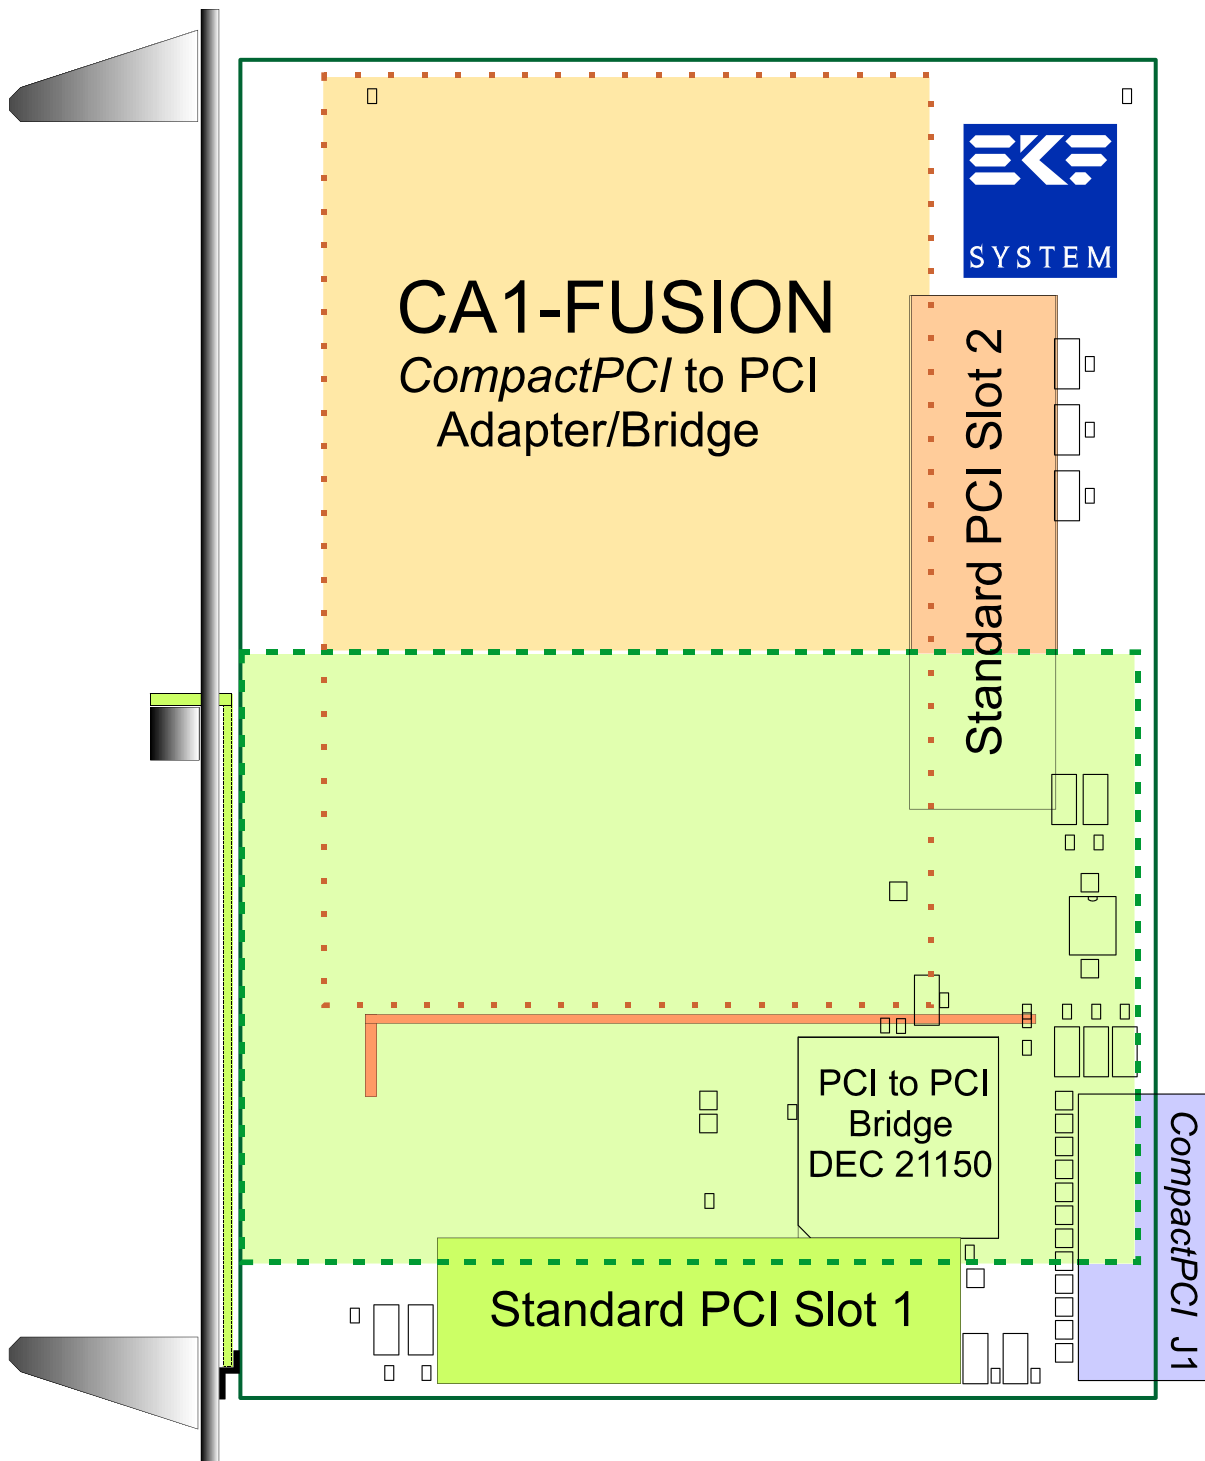 EKF
SYSTEM
CA1-FUSION
CompactPCI to PCI
Adapter/Bridge
Standard PCI Slot 2
PCI to PCI
Bridge
DEC 21150
CompactPCI J1
Standard PCI Slot 1